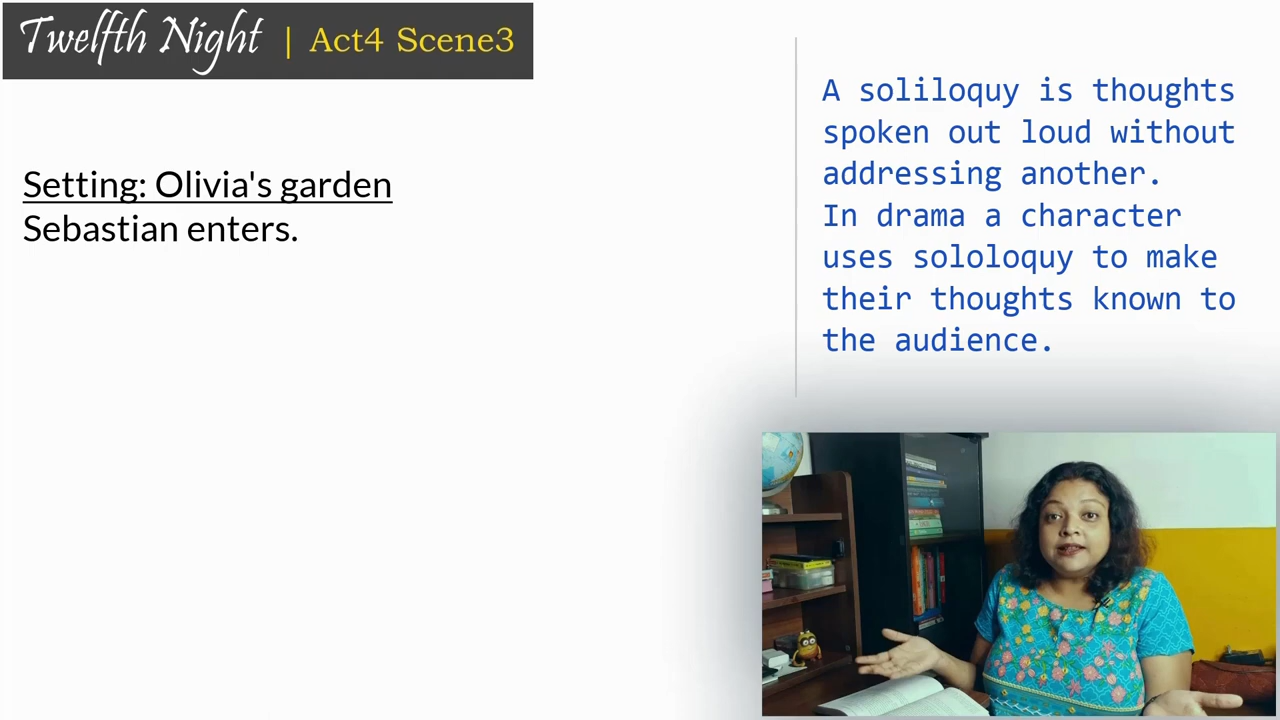 Twelfth Night | Act4 Scene3
Setting: Olivia's garden
Sebastian enters.
A soliloquy is thoughts
spoken out loud without
addressing another.
In drama a character
uses sololoquy to make
their thoughts known to
the audience.